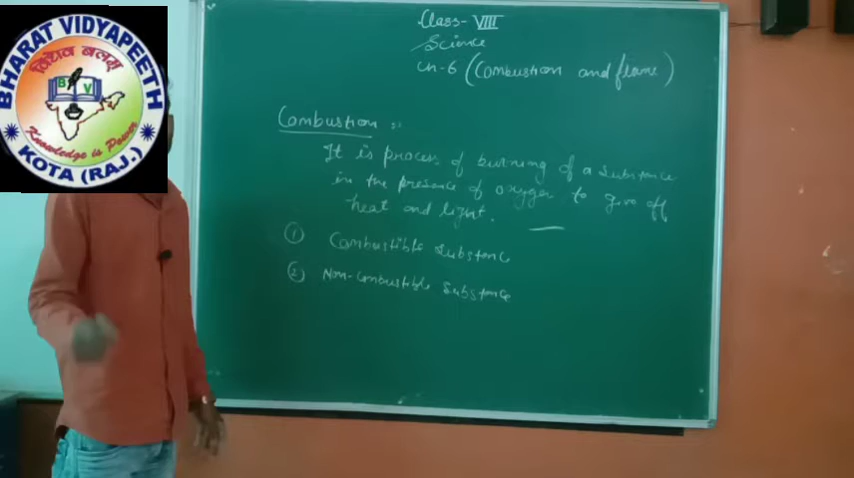 BHARAT VIDYAPEETH
विद्यैव बलम्
B V
Knowledge is Power
KOTA (RAJ.)
Class- VIII
Science
Ch-6 (Combustion and flame)
Combustion :-
It is process of burning of a substance
in the presence of oxygen to give off
heat and light.
① Combustible Substanc
② Non-Combustible Substance